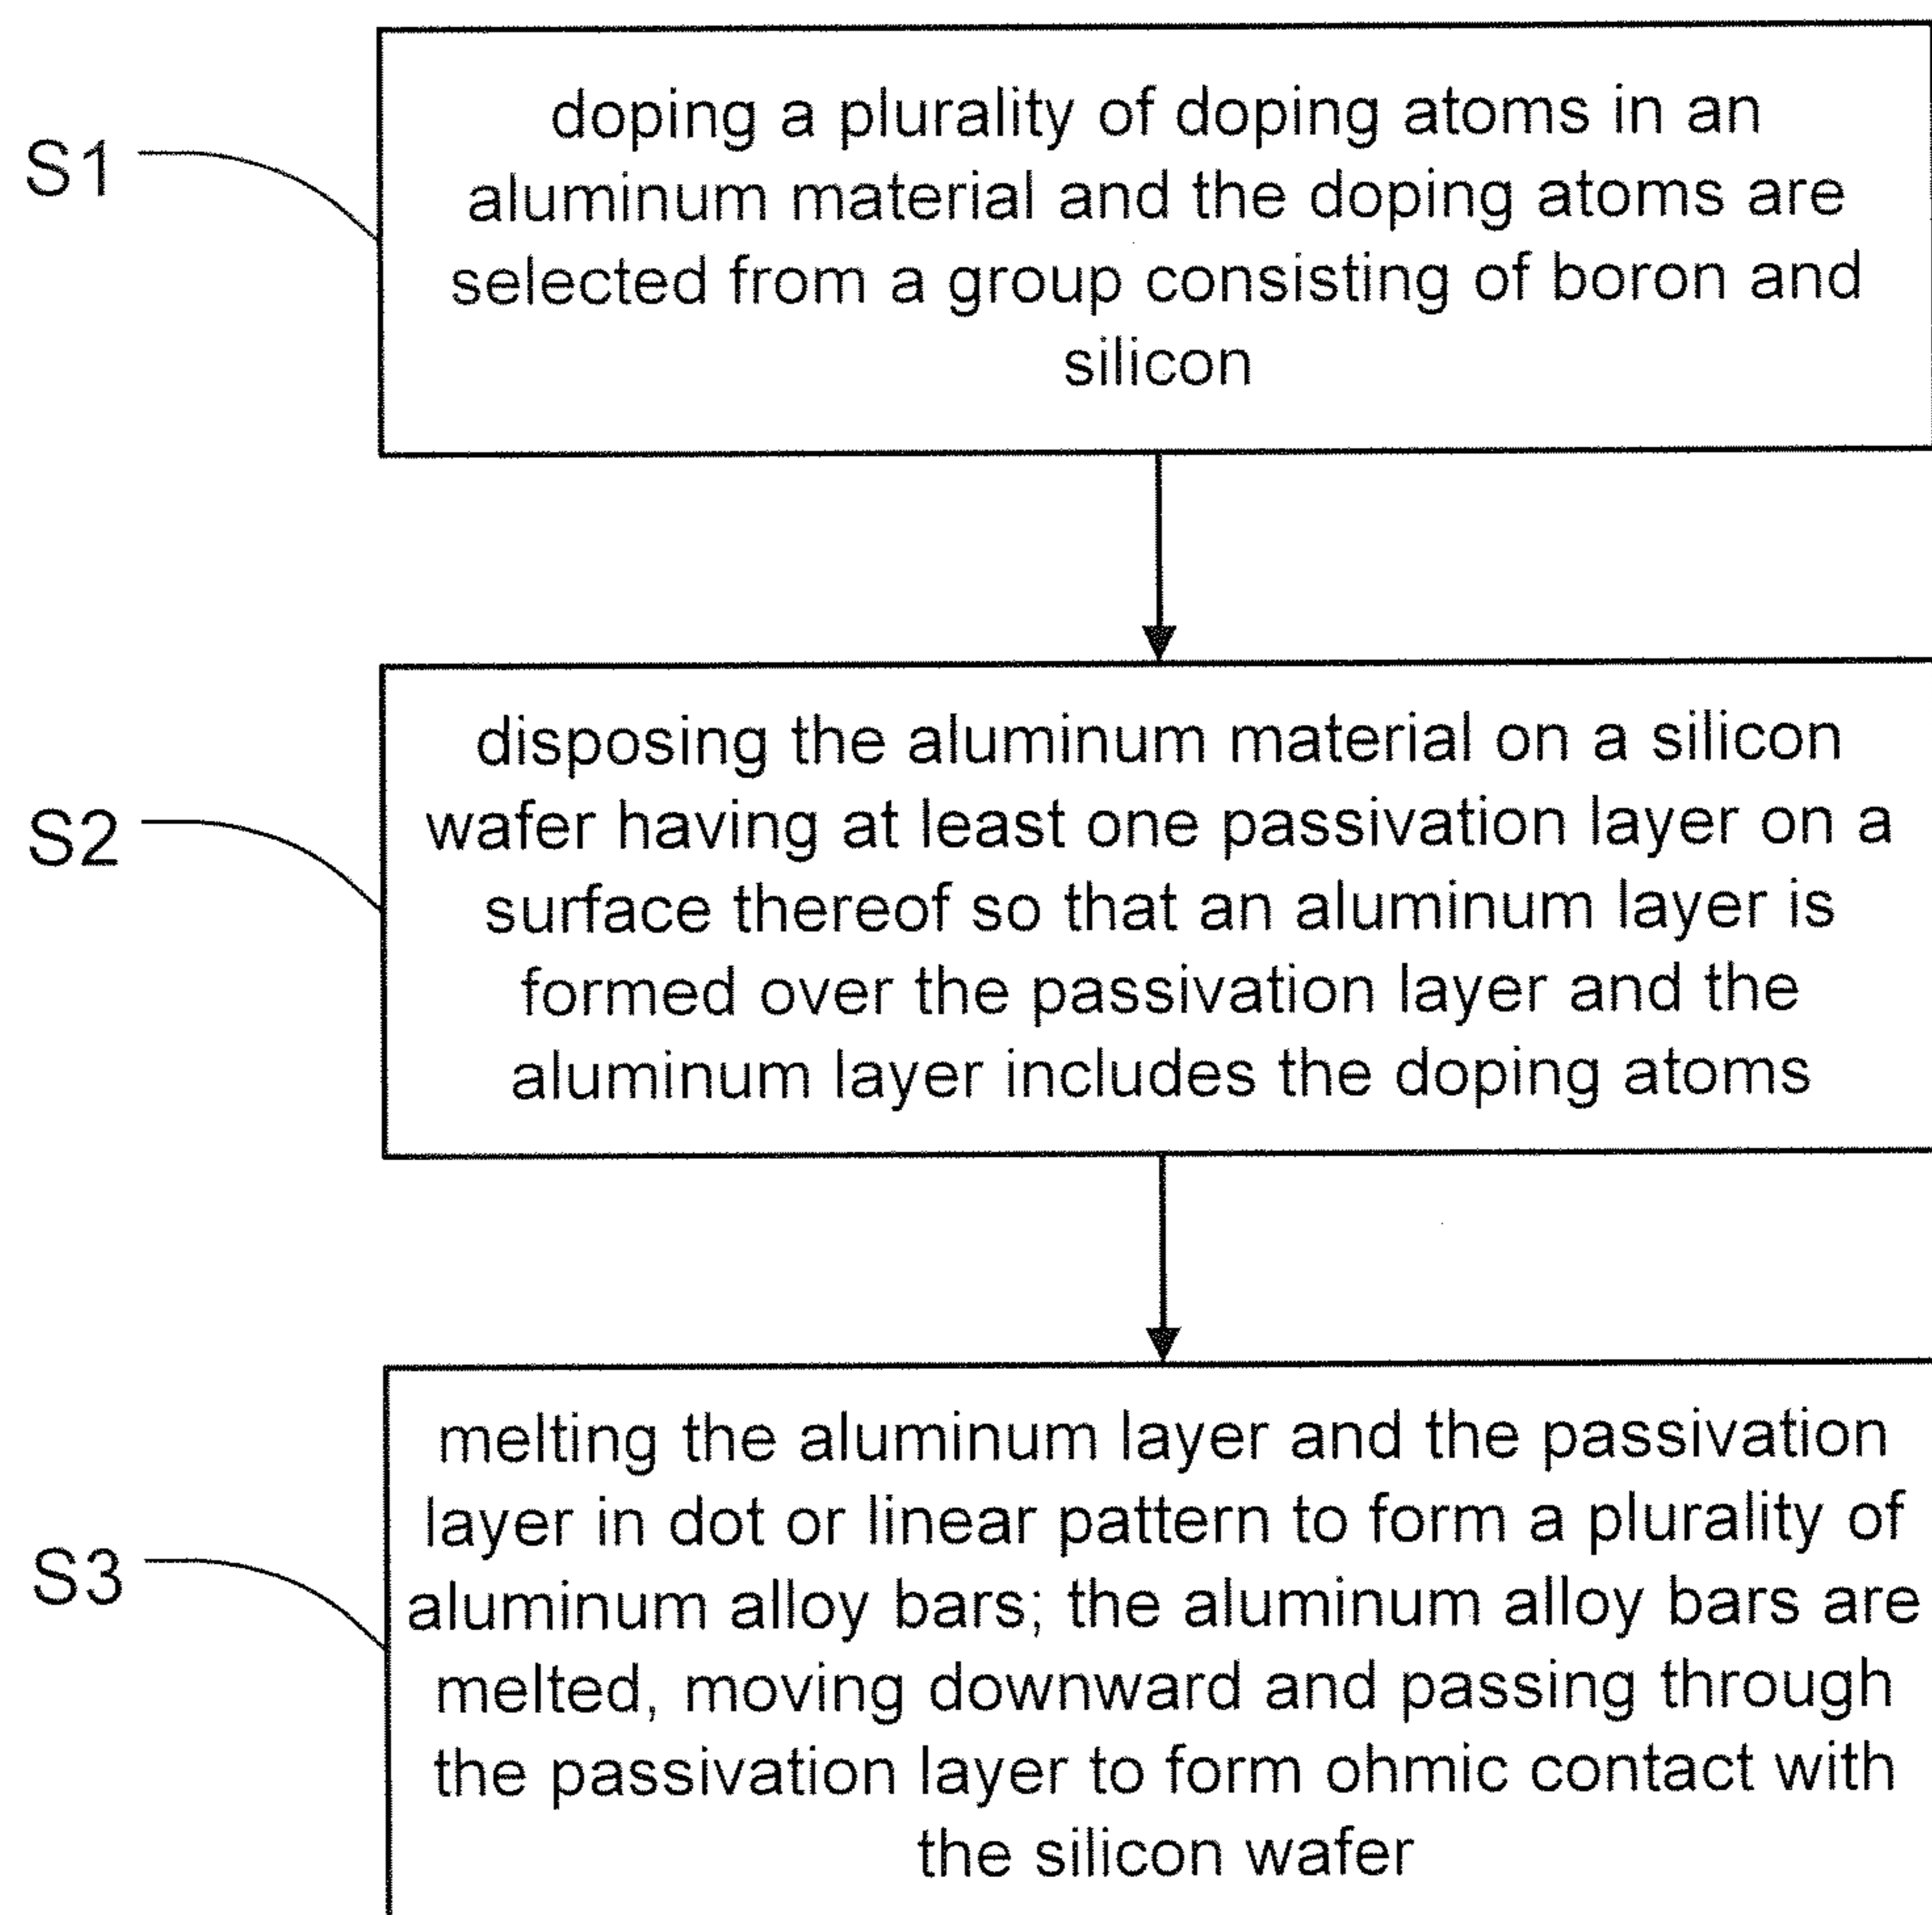 S1
doping a plurality of doping atoms in an
aluminum material and the doping atoms are
selected from a group consisting of boron and
silicon
S2
disposing the aluminum material on a silicon
wafer having at least one passivation layer on a
surface thereof so that an aluminum layer is
formed over the passivation layer and the
aluminum layer includes the doping atoms
S3
melting the aluminum layer and the passivation
layer in dot or linear pattern to form a plurality of
aluminum alloy bars; the aluminum alloy bars are
melted, moving downward and passing through
the passivation layer to form ohmic contact with
the silicon wafer